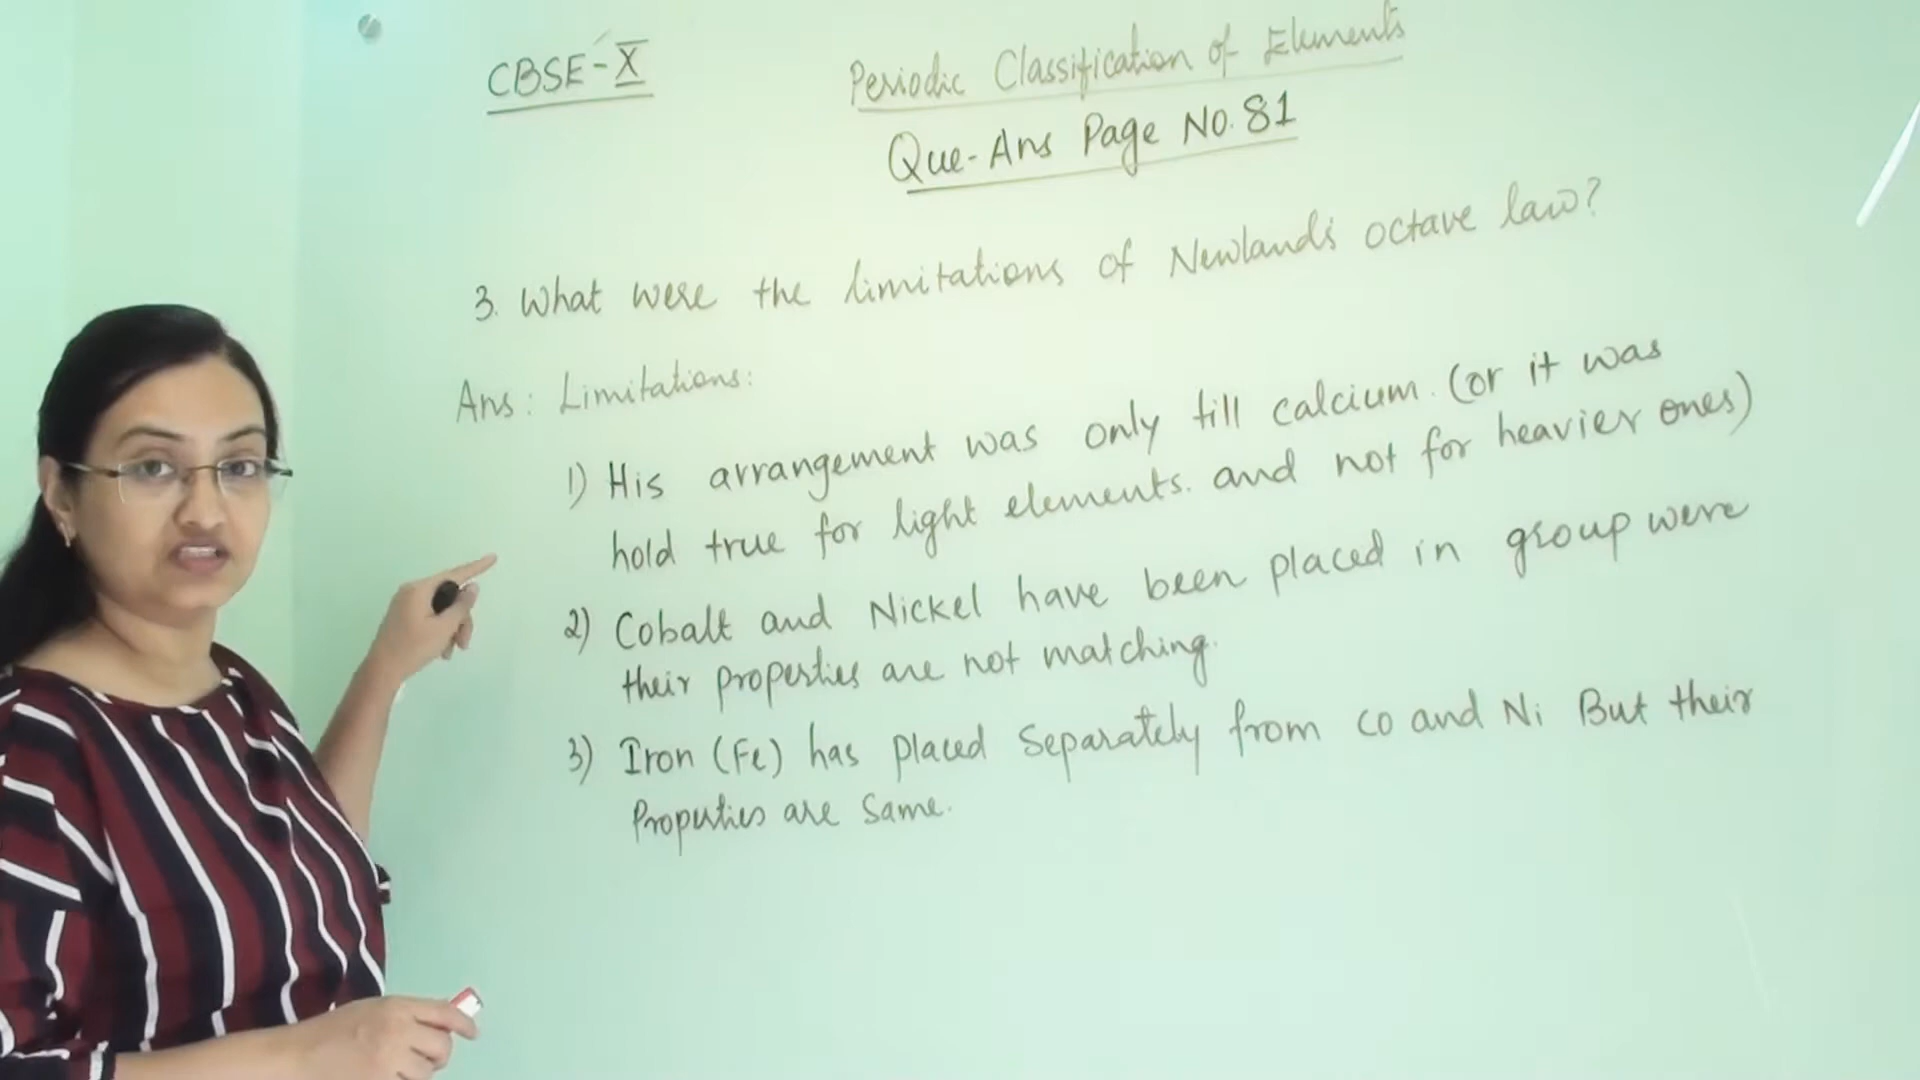 CBSE-X
Periodic Classification of Elements
Que-Ans Page No.81
3. What were the limitations of Newland's octave law?
Ans: Limitations:
1) His arrangement was only till calcium. (or it was
hold true for light elements. and not for heavier ones)
2) Cobalt and Nickel have been placed in group were
their properties are not matching.
3) Iron (Fe) has placed separately from Co and Ni But their
Properties are same.